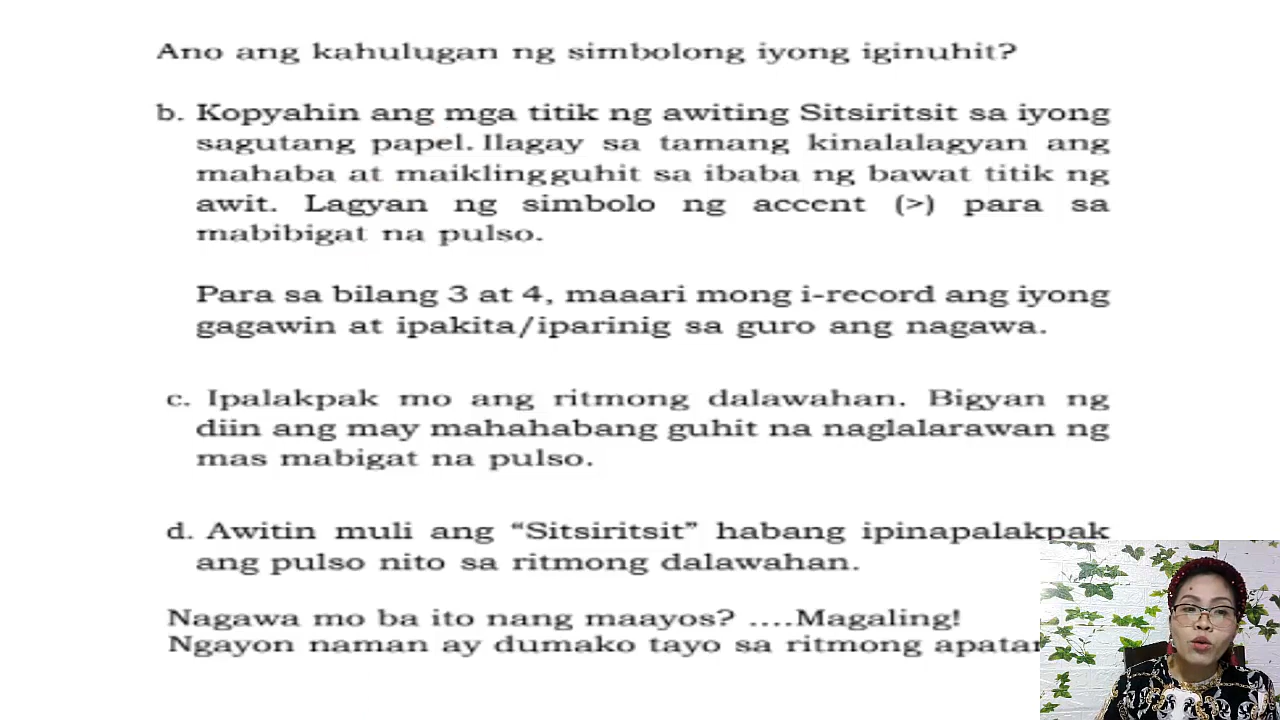 Ano ang kahulugan ng simbolong iyong iginuhit?
b. Kopyahin ang mga titik ng awiting Sitsiritsit sa iyong
sagutang papel. Ilagay sa tamang kinalalagyan ang
mahaba at maiklingguhit sa ibaba ng bawat titik ng
awit. Lagyan ng simbolo ng accent (>) para sa
mabibigat na pulso.
Para sa bilang 3 at 4, maaari mong i-record ang iyong
gagawin at ipakita/iparinig sa guro ang nagawa.
c. Ipalakpak mo ang ritmong dalawahan. Bigyan ng
diin ang may mahahabang guhit na naglalarawan ng
mas mabigat na pulso.
d. Awitin muli ang “Sitsiritsit” habang ipinapalakpak
ang pulso nito sa ritmong dalawahan.
Nagawa mo ba ito nang maayos? ....Magaling!
Ngayon naman ay dumako tayo sa ritmong